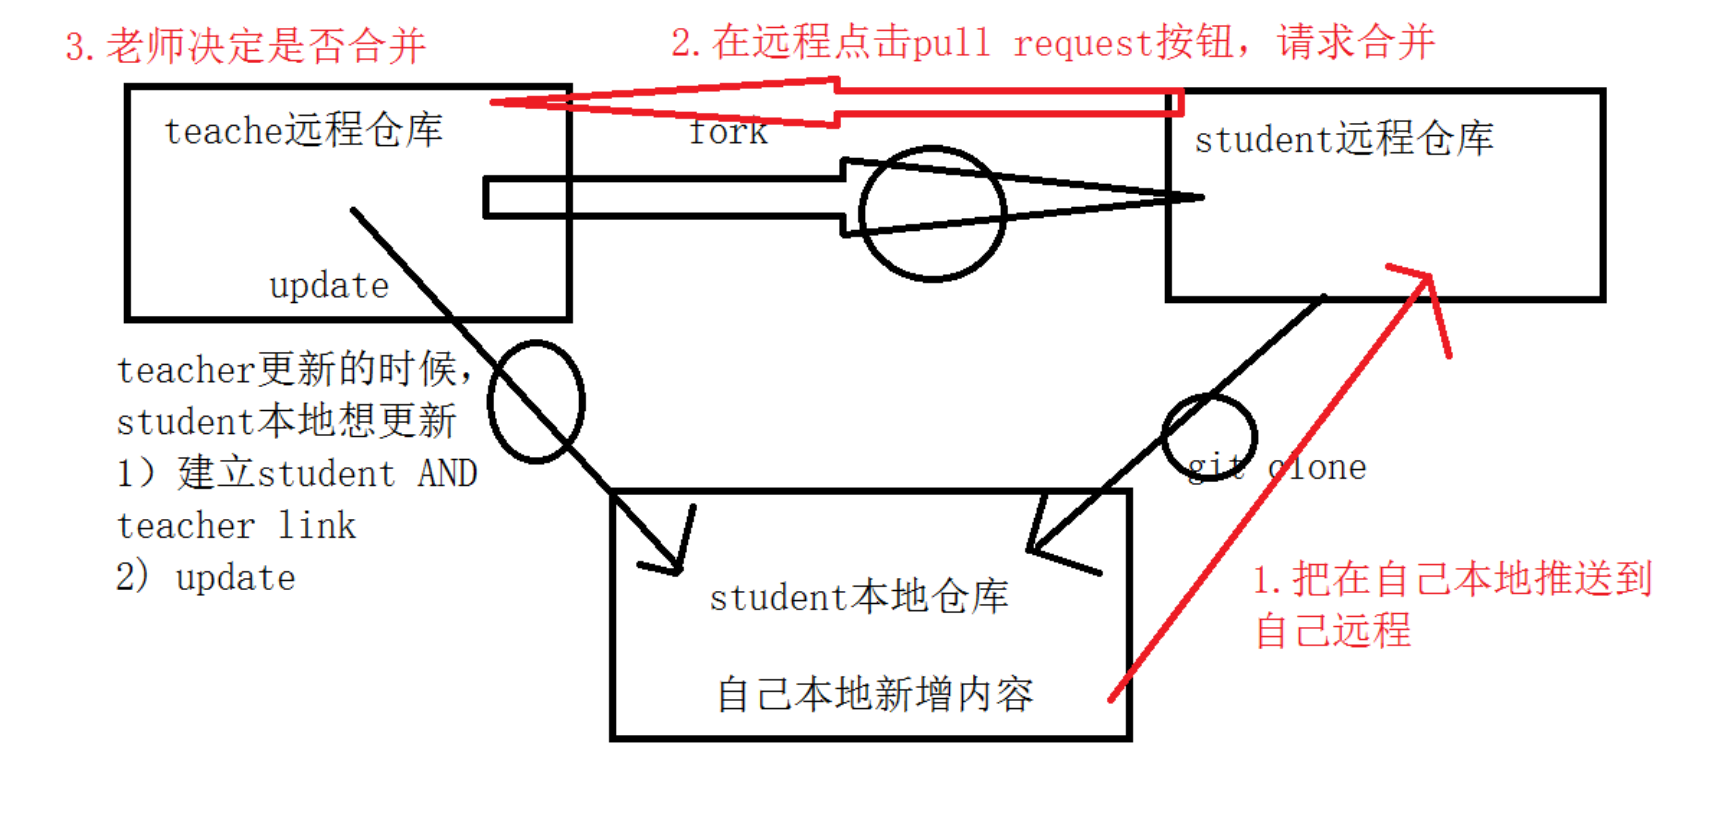 3.老师决定是否合并
2.在远程点击pull request按钮，请求合并
teache远程仓库
fork
student远程仓库
update
teacher更新的时候，
student本地想更新
1）建立student AND
teacher link
2）update
git clone
student本地仓库
自己本地新增内容
1.把在自己本地推送到
自己远程